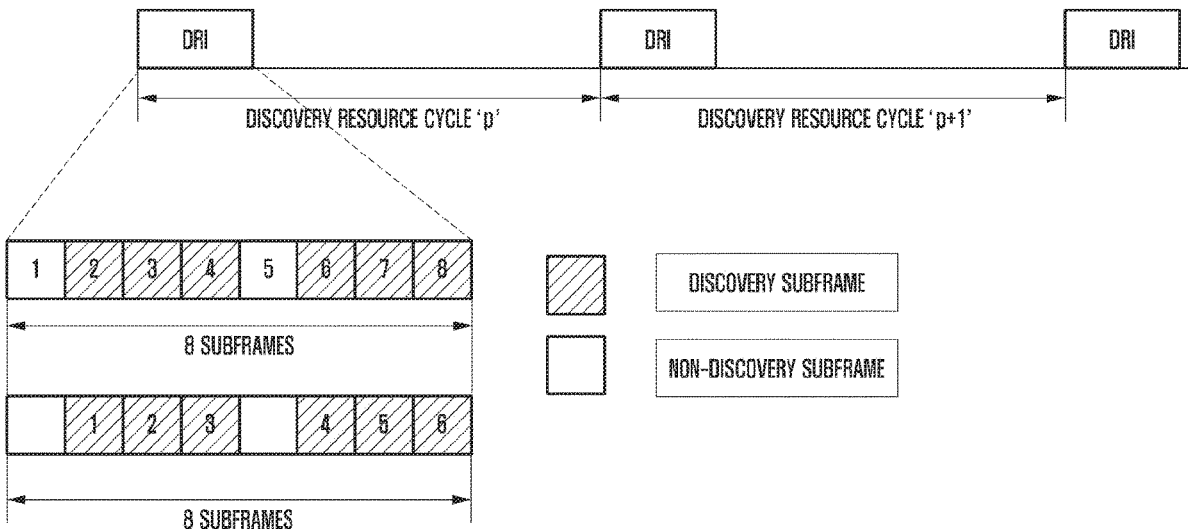 DRI DRI DRI
DISCOVERY RESOURCE CYCLE 'p' DISCOVERY RESOURCE CYCLE 'p+1'
1 2 3 4 5 6 7 8
DISCOVERY SUBFRAME
8 SUBFRAMES
NON-DISCOVERY SUBFRAME
1 2 3 4 5 6
8 SUBFRAMES